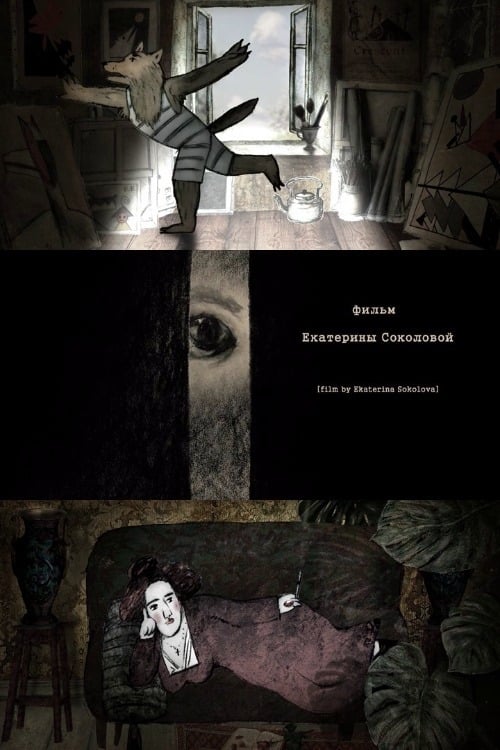 фильм
Екатерины Соколовой
[film by Ekaterina Sokolova]